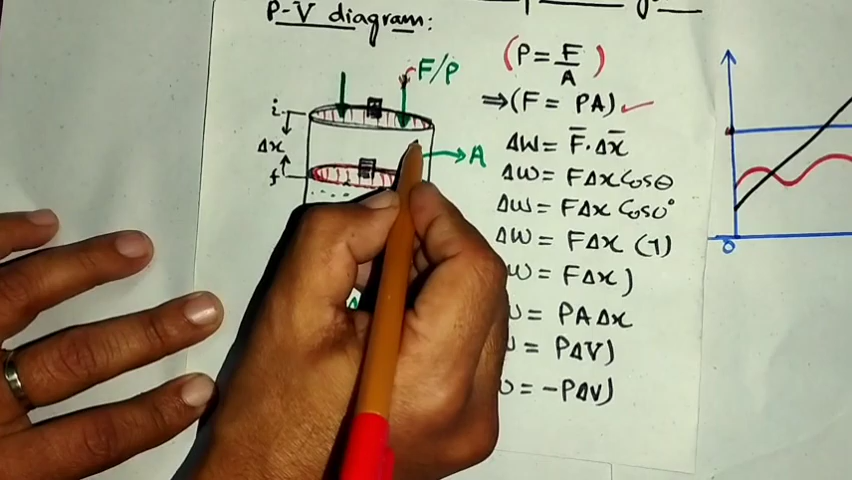 P-V diagram:
F/P
i
Δx
f
A
(P = F/A)
⇒(F = PA)
ΔW = F̅·Δx̅
ΔW = FΔx Cosθ
ΔW = FΔx Cos0°
ΔW = FΔx (1)
W = FΔx)
= PAΔx
= PΔV)
= -PΔV)
0